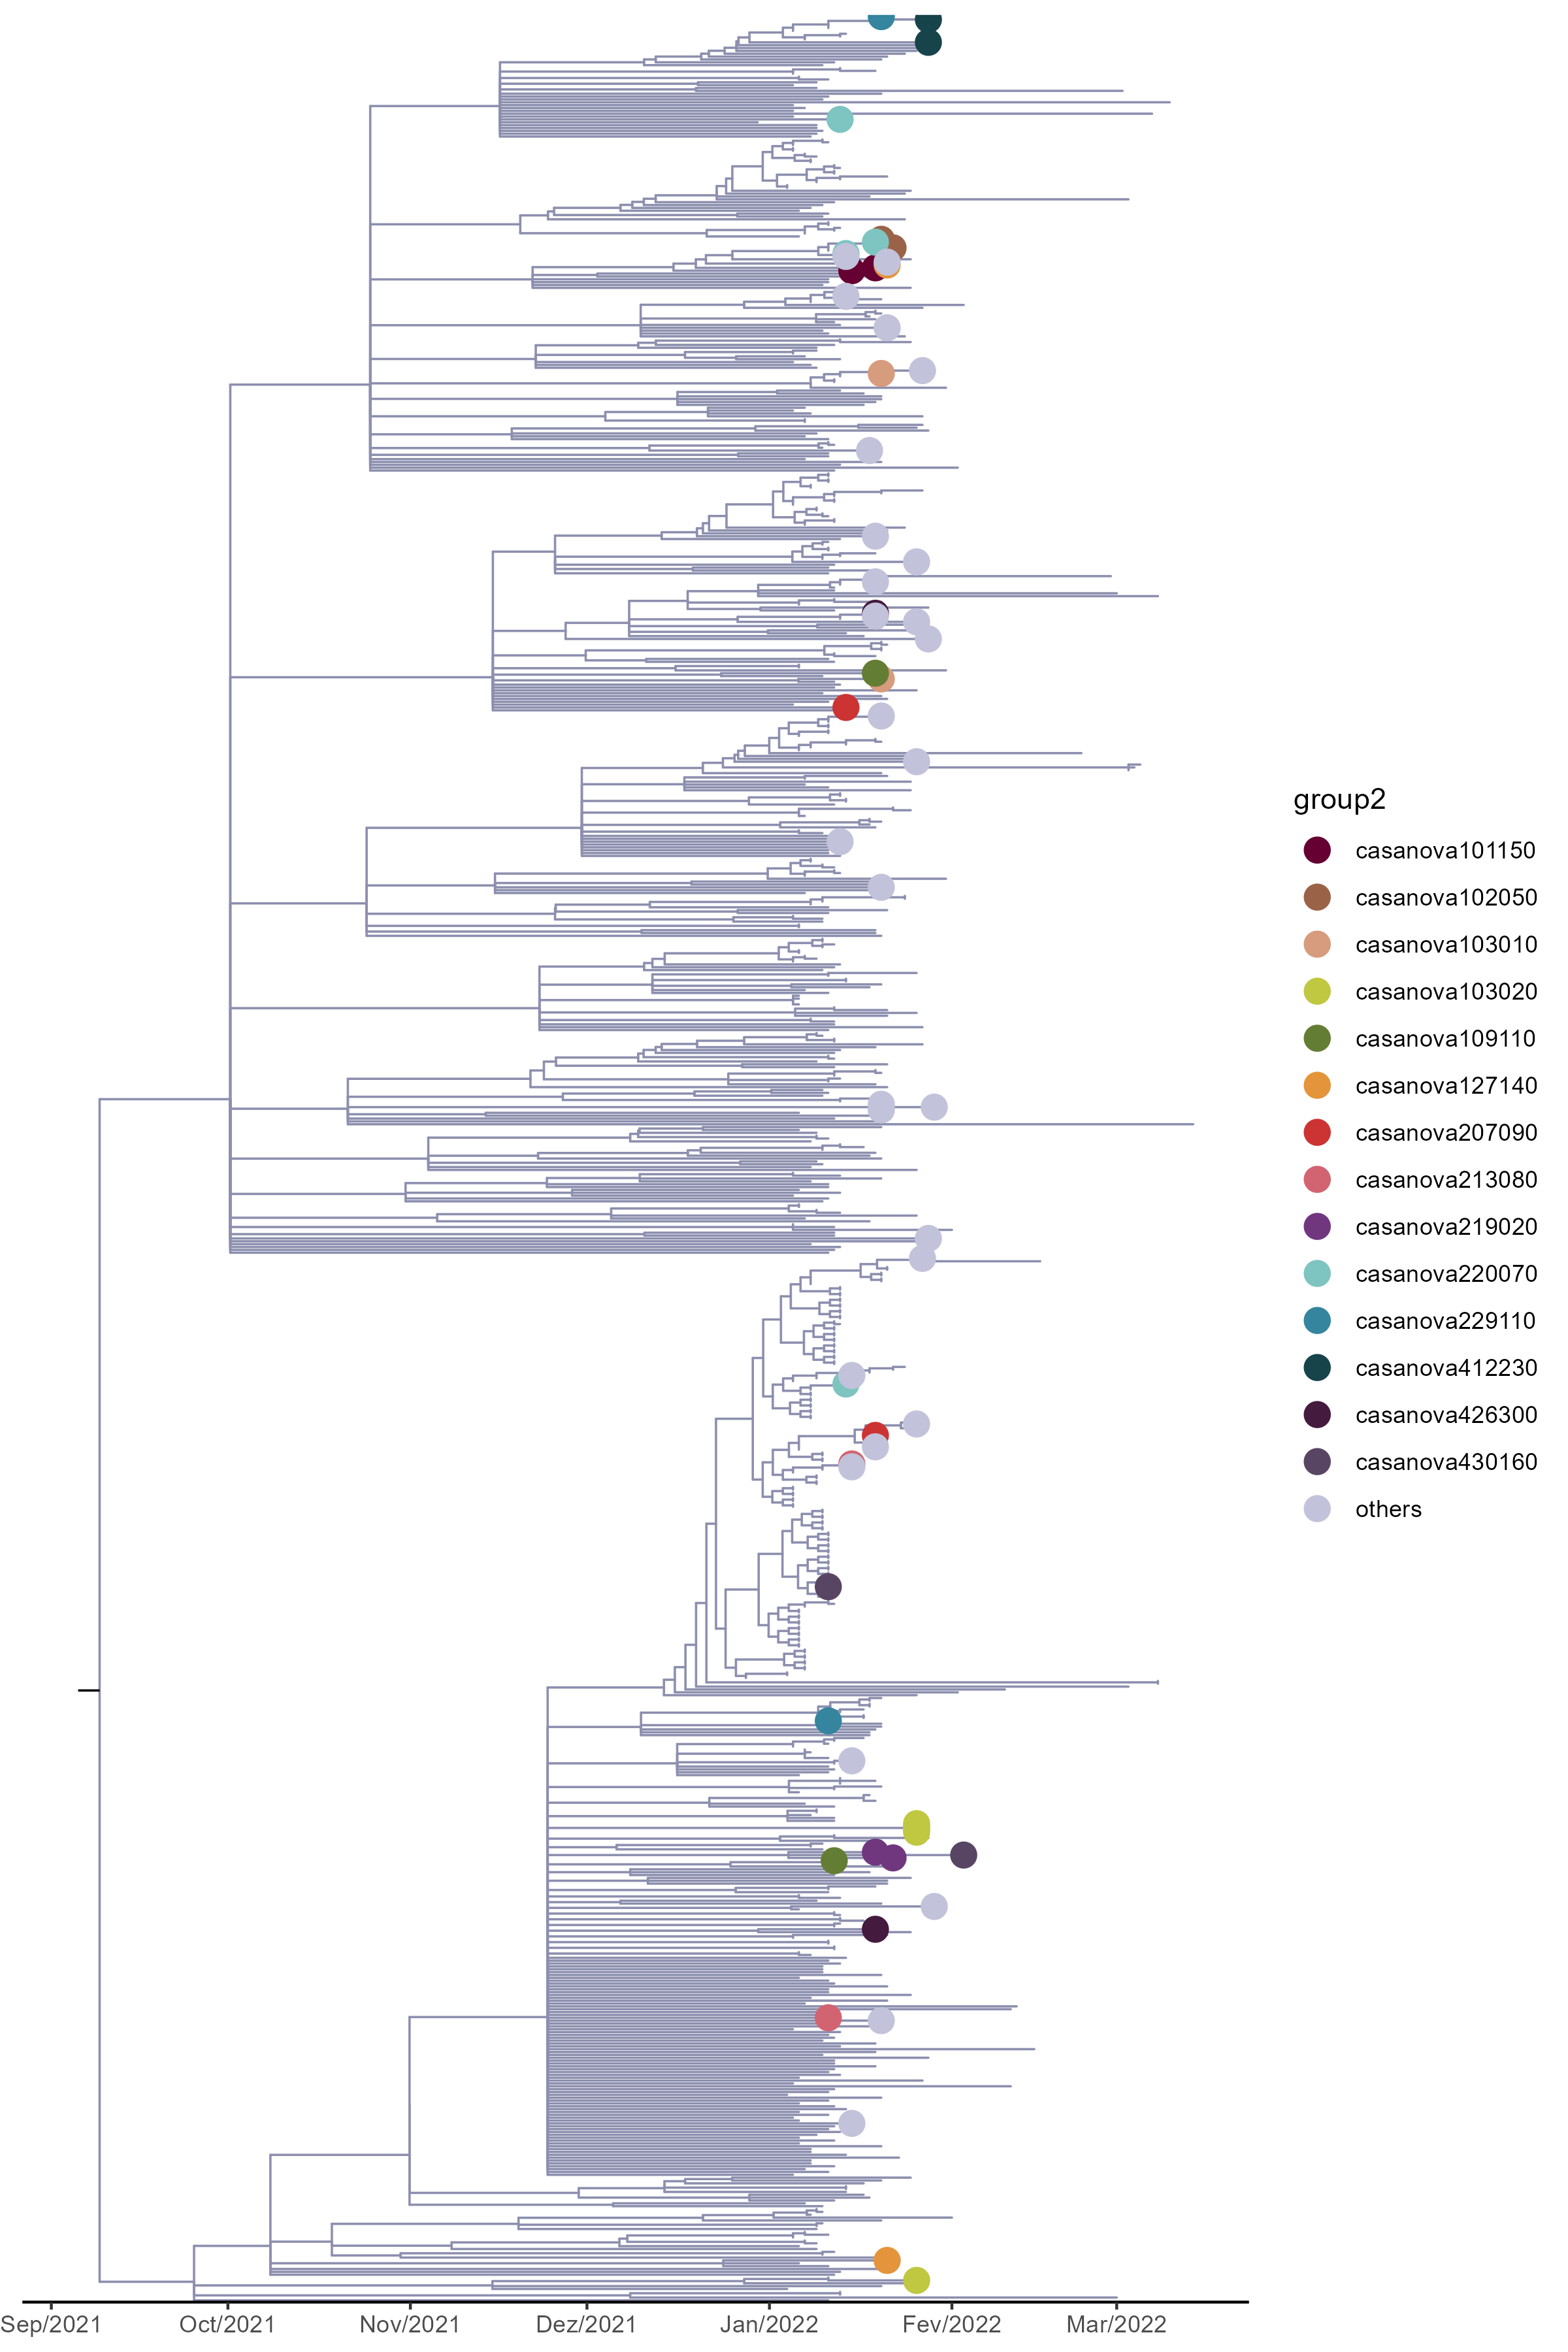 group2
casanova101150
casanova102050
casanova103010
casanova103020
casanova109110
casanova127140
casanova207090
casanova213080
casanova219020
casanova220070
casanova229110
casanova412230
casanova426300
casanova430160
others
Sep/2021 Oct/2021 Nov/2021 Dez/2021 Jan/2022 Fev/2022 Mar/2022